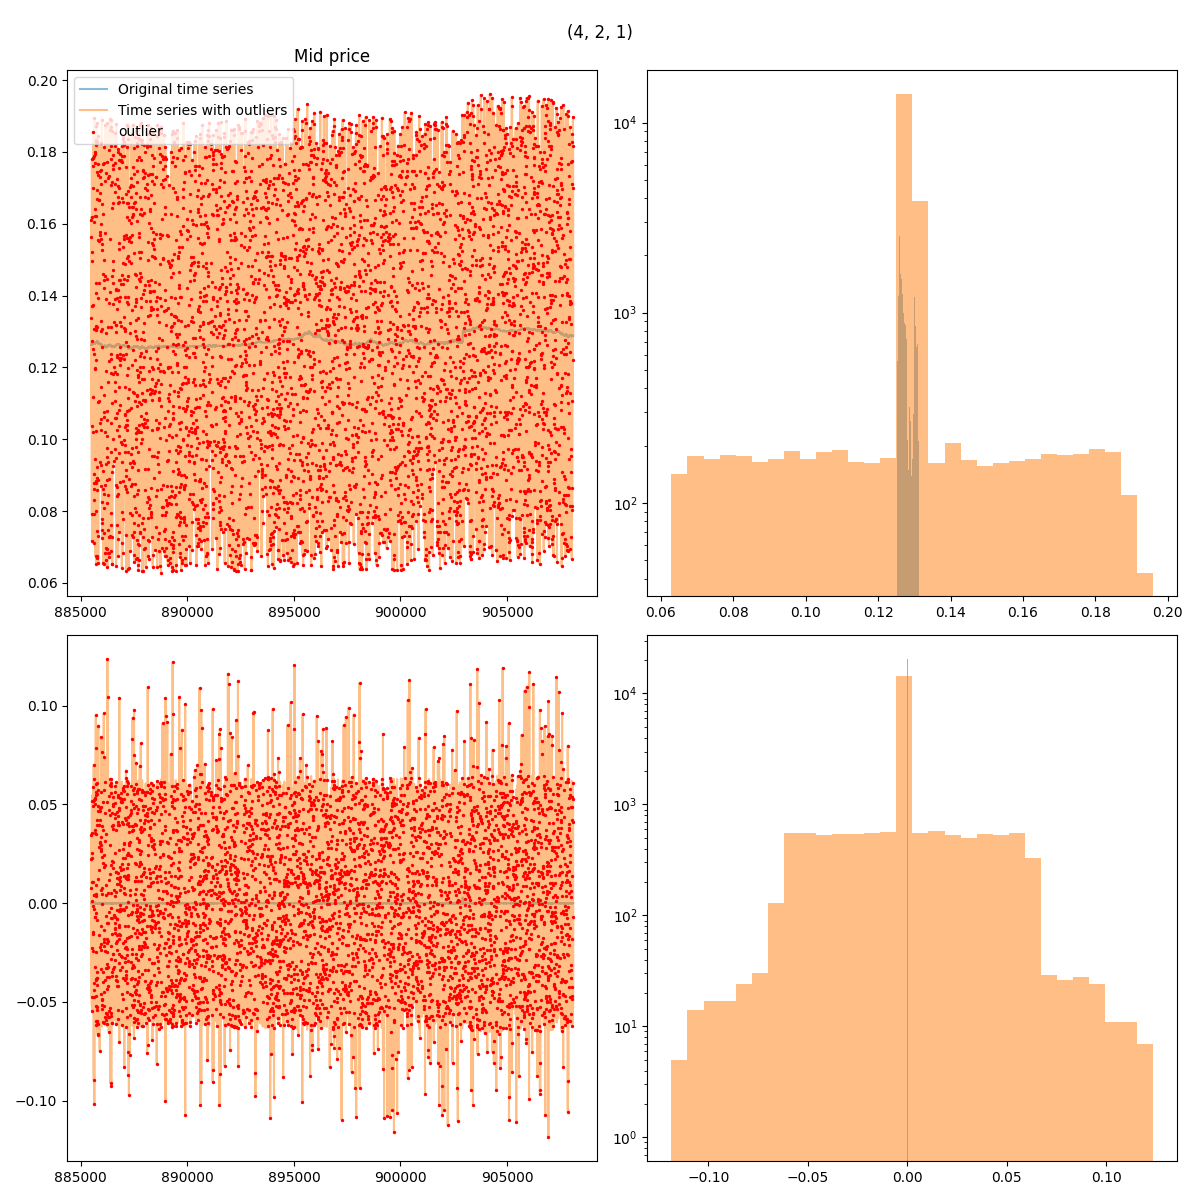 (4, 2, 1)
Mid price
Original time series
Time series with outliers
outlier
0.20
0.18
0.16
0.14
0.12
0.10
0.08
0.06
885000 890000 895000 900000 905000
10⁴
10³
10²
0.06 0.08 0.10 0.12 0.14 0.16 0.18 0.20
0.10
0.05
0.00
−0.05
−0.10
885000 890000 895000 900000 905000
10⁴
10³
10²
10¹
10⁰
−0.10 −0.05 0.00 0.05 0.10